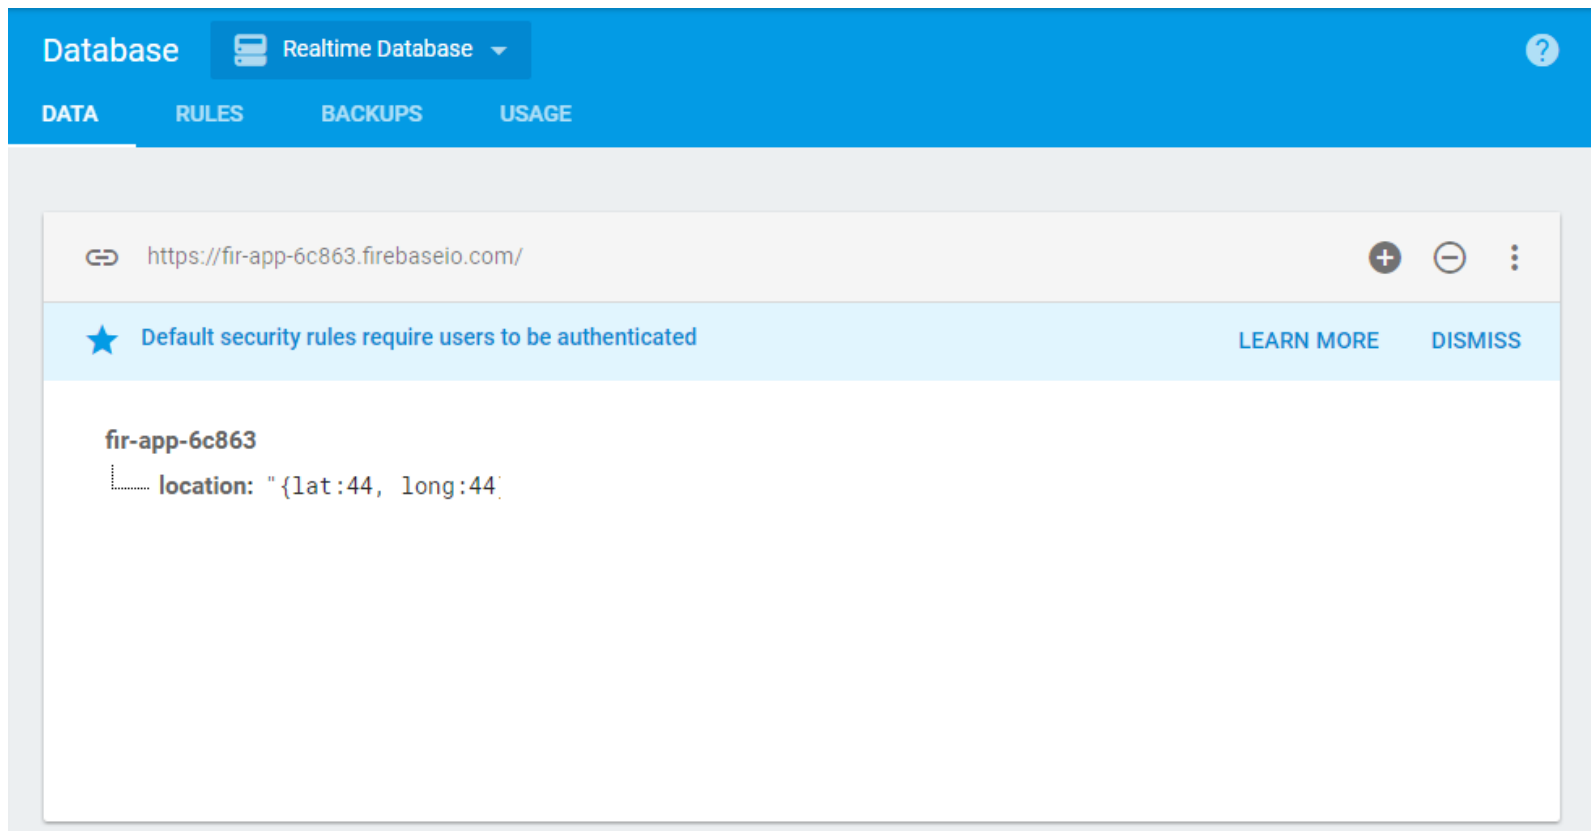 Database Realtime Database ?
DATA RULES BACKUPS USAGE
https://fir-app-6c863.firebaseio.com/
Default security rules require users to be authenticated LEARN MORE DISMISS
fir-app-6c863
location: "{lat:44, long:44